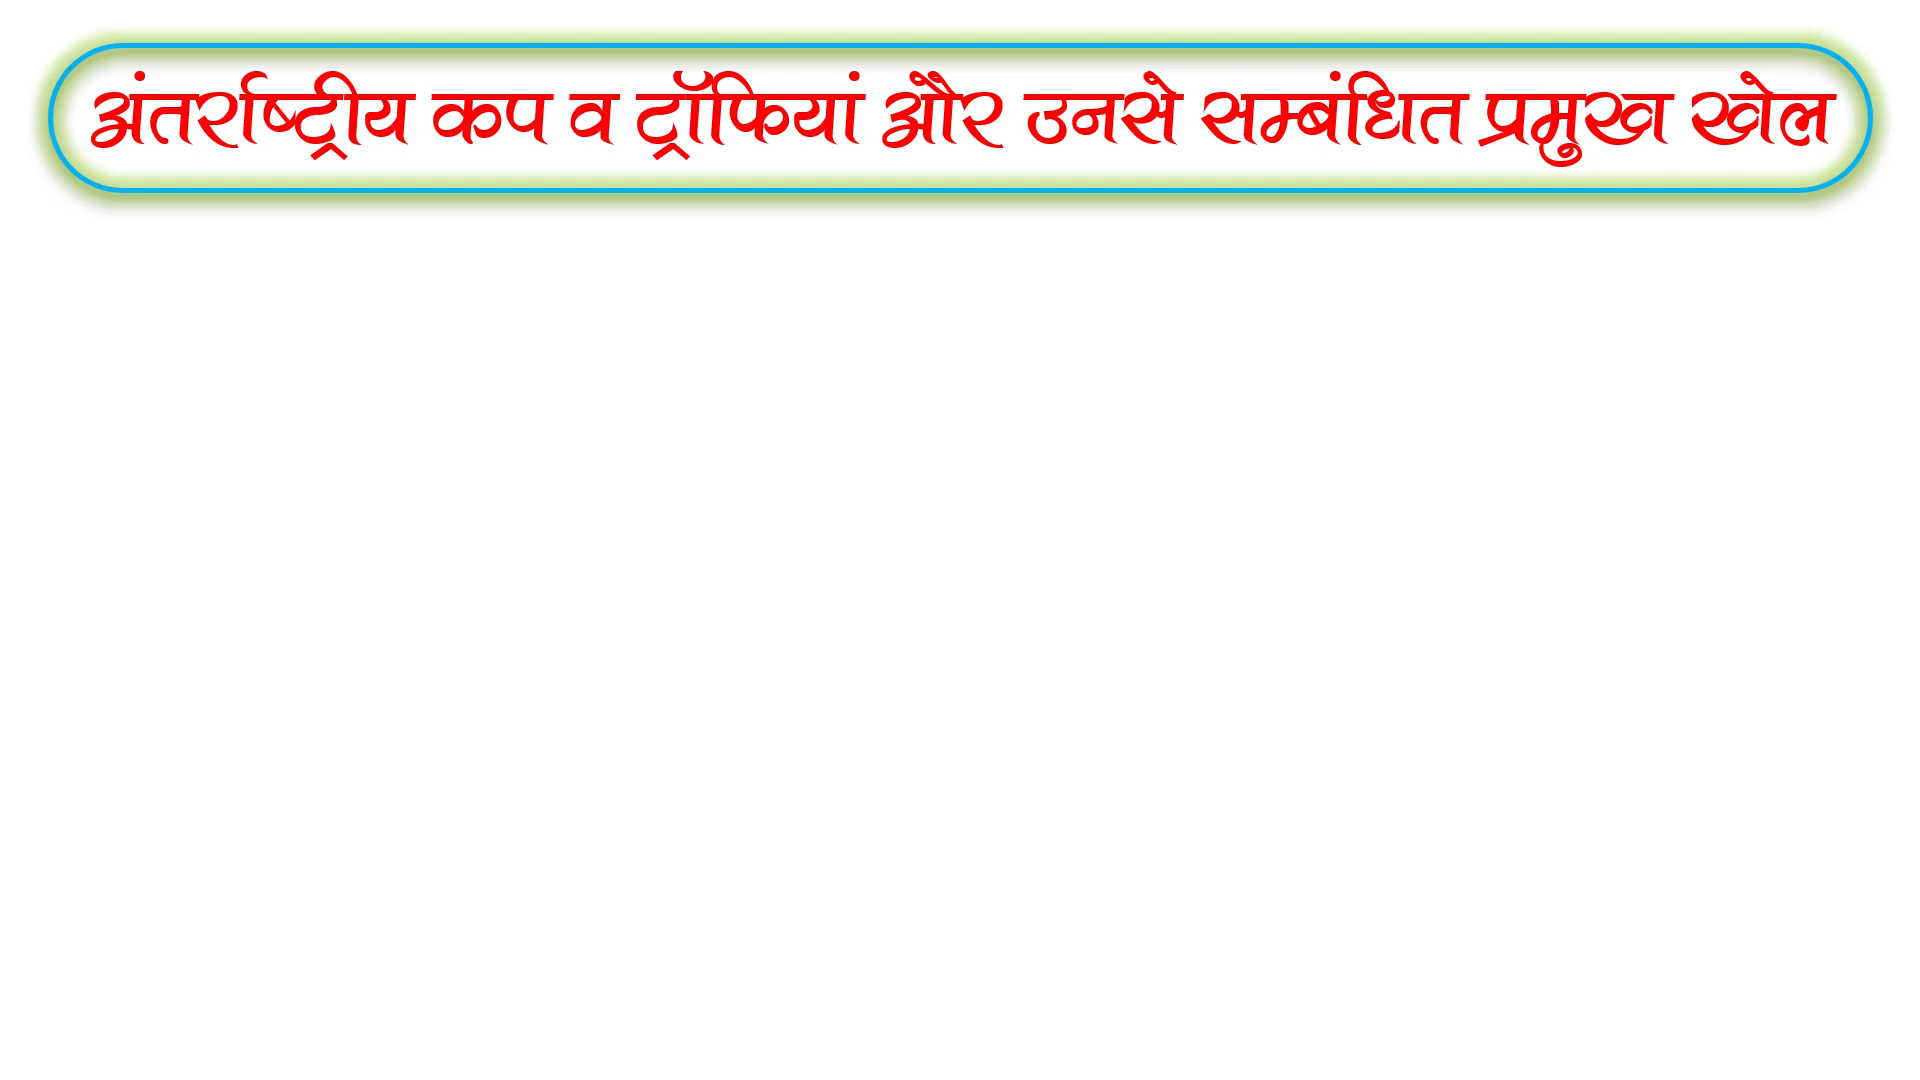 अंतर्राष्ट्रीय कप व ट्रॉफियां और उनसे सम्बंधित प्रमुख खेल